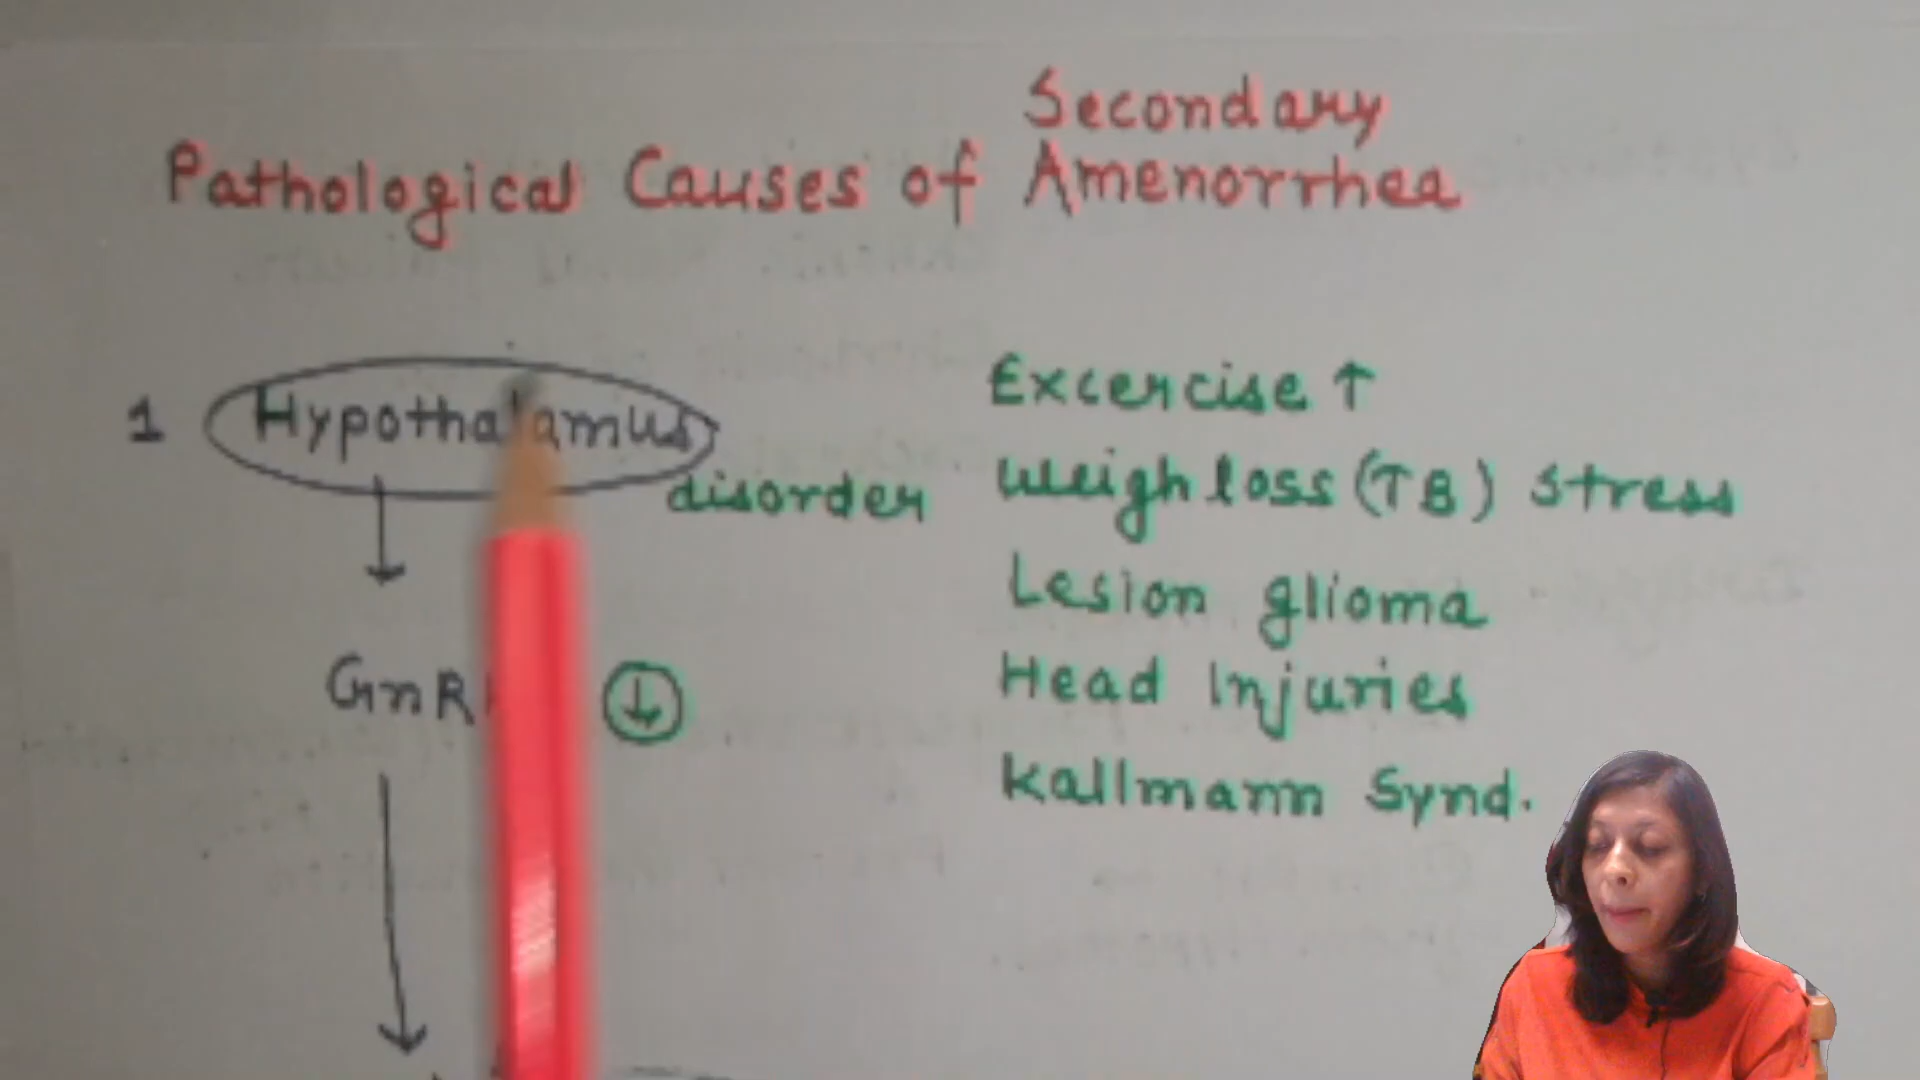 Secondary
Pathological Causes of Amenorrhea
1 Hypothalamus
disorder
Excercise ↑
weigh loss (TB) stress
Lesion glioma
GnR ↓
Head Injuries
Kallmann Synd.